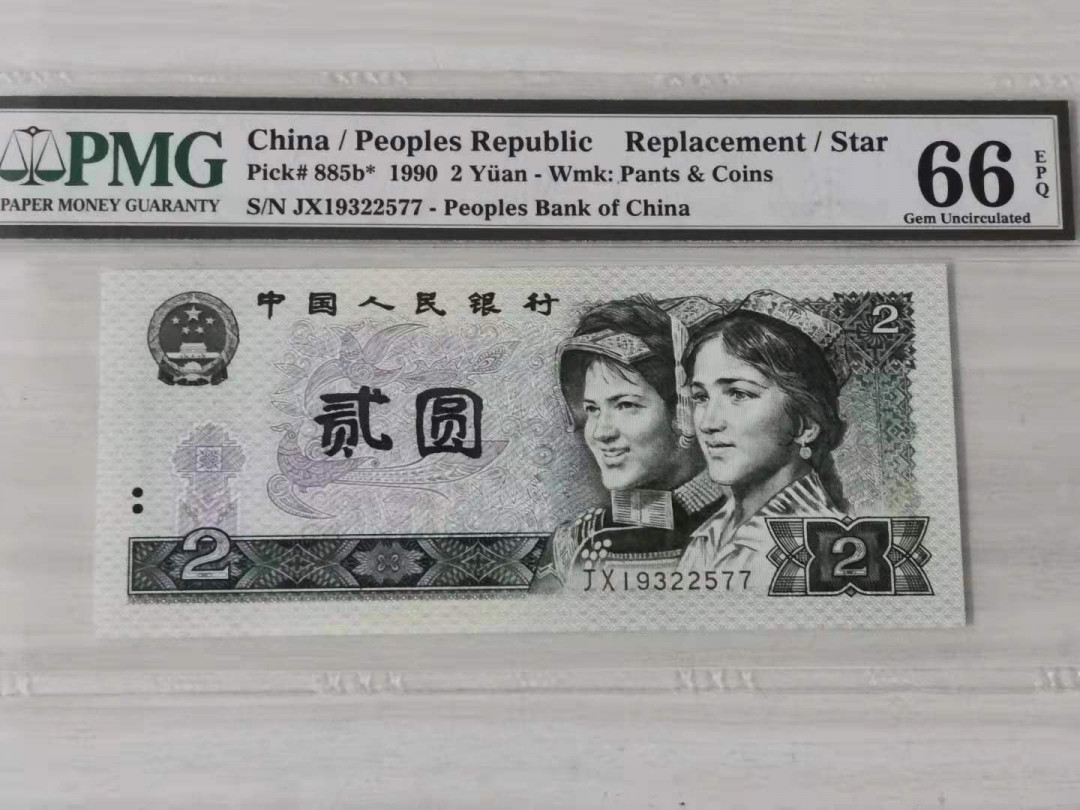 PMG
PAPER MONEY GUARANTY
China / Peoples Republic Replacement / Star
Pick# 885b* 1990 2 Yüan - Wmk: Pants & Coins
S/N JX19322577 - Peoples Bank of China
66
EPQ
Gem Uncirculated
中国人民银行
2
贰圆
2
JX19322577
2